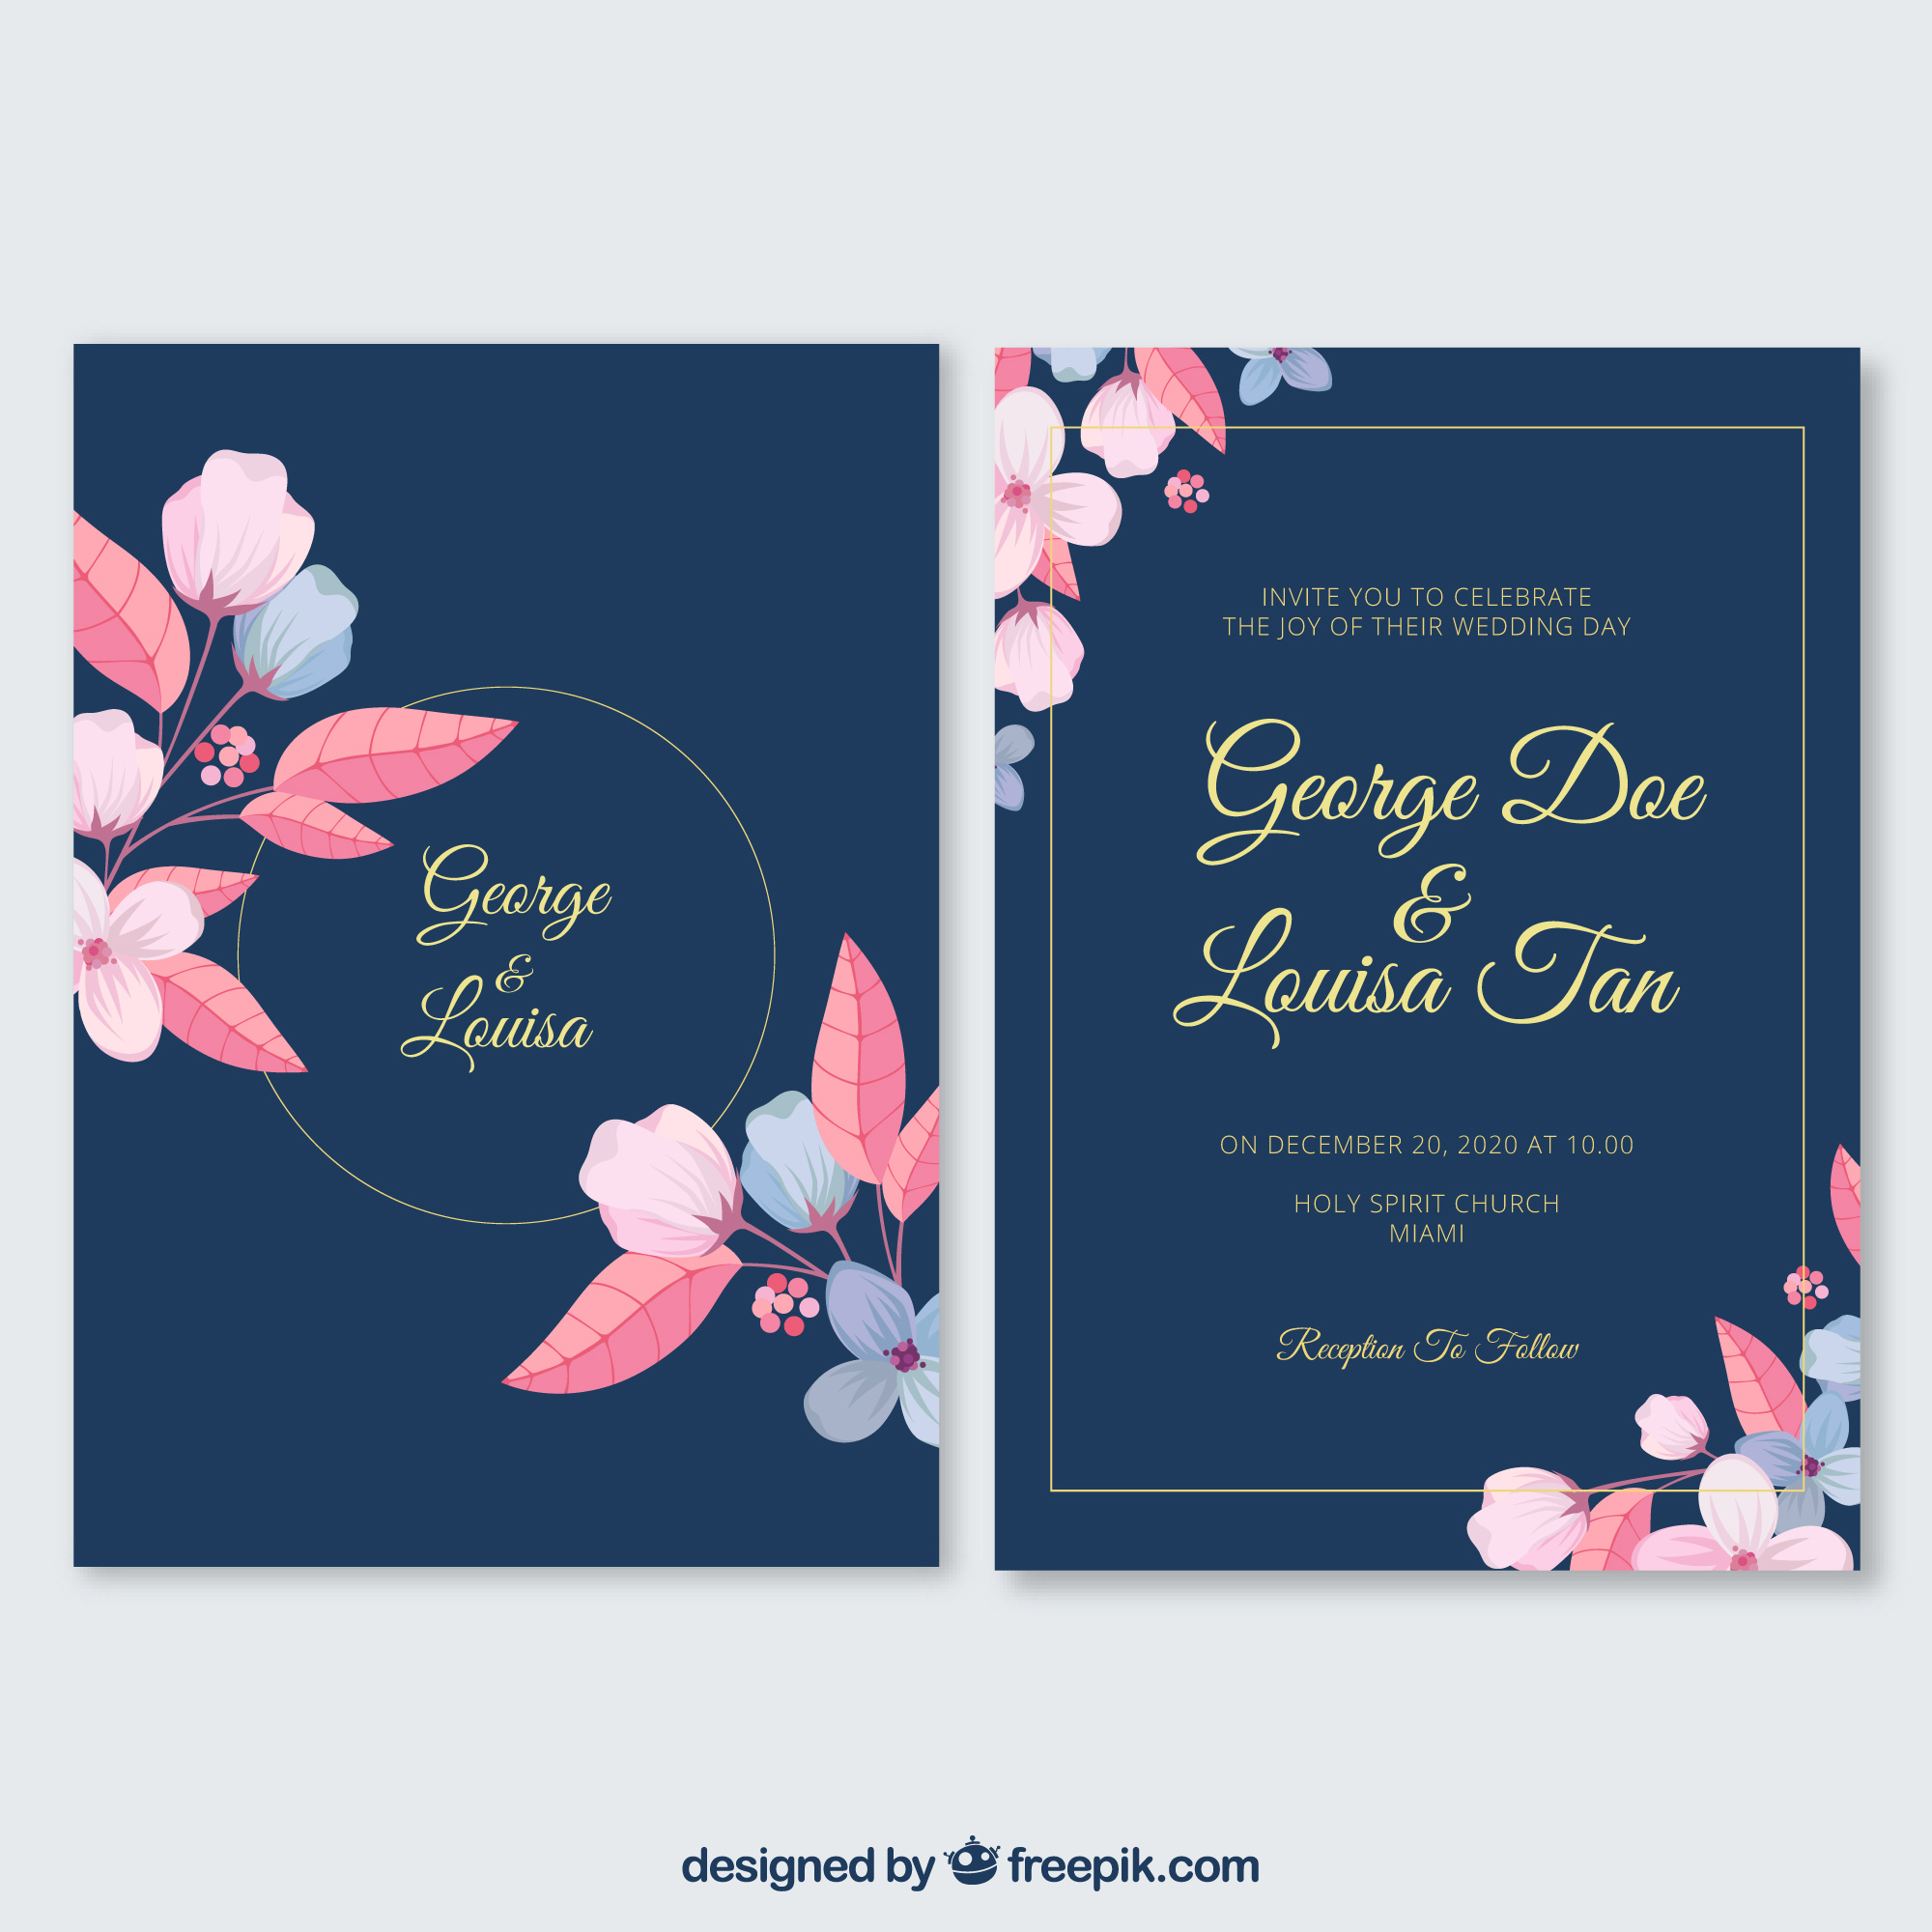 George
&
Louisa
INVITE YOU TO CELEBRATE
THE JOY OF THEIR WEDDING DAY
George Doe
&
Louisa Tan
ON DECEMBER 20, 2020 AT 10.00
HOLY SPIRIT CHURCH
MIAMI
Reception To Follow
designed by freepik.com